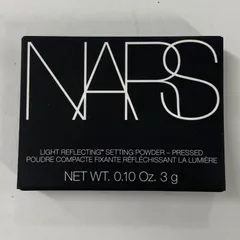 NARS
LIGHT REFLECTING™ SETTING POWDER – PRESSED
POUDRE COMPACTE FIXANTE RÉFLÉCHISSANT LA LUMIÈRE
NET WT. 0.10 Oz. 3 g